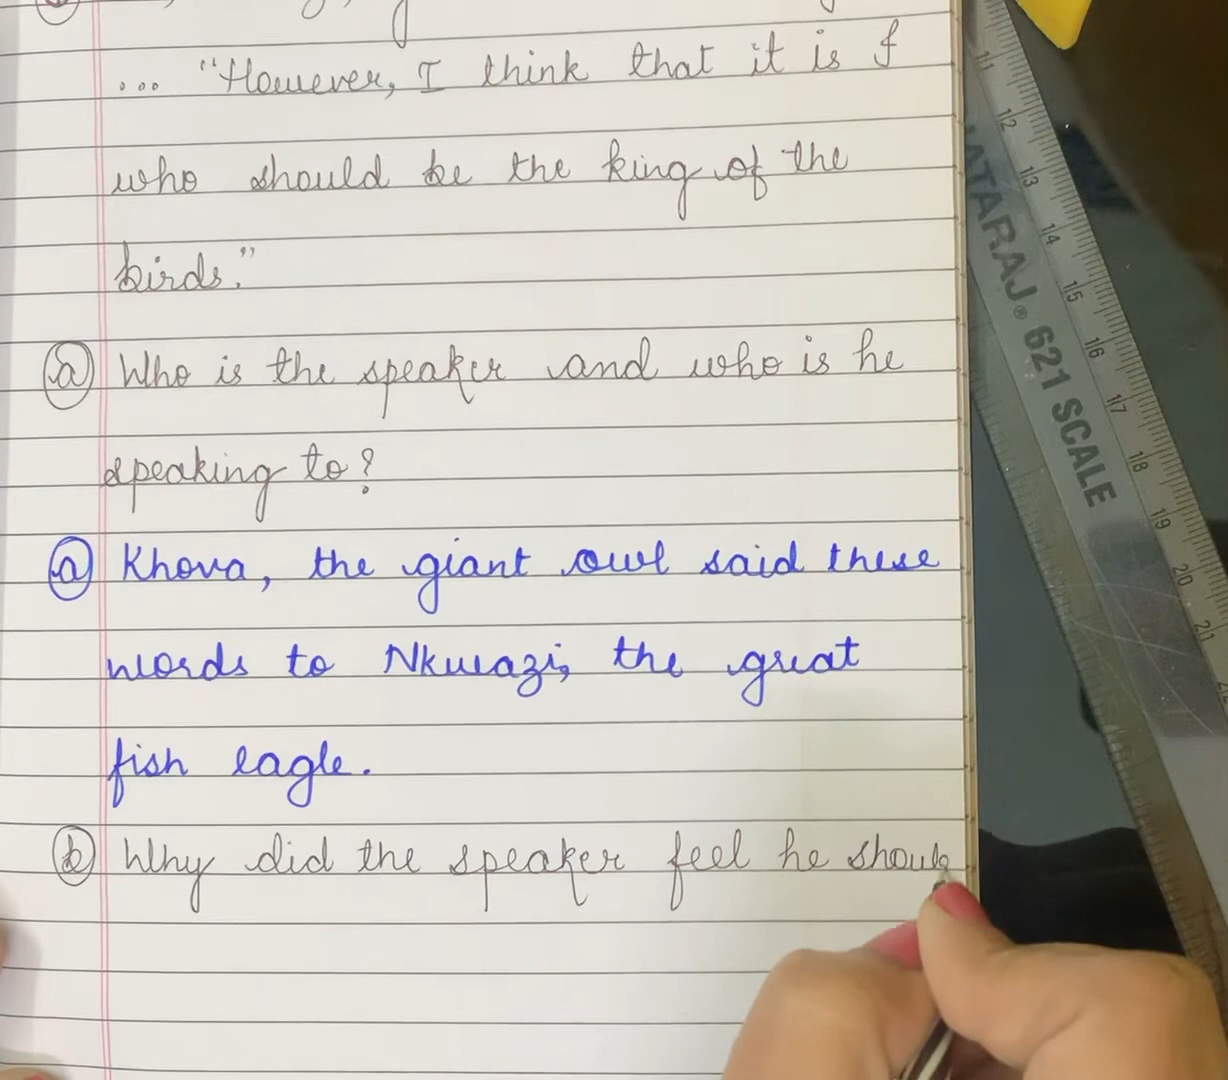 ... "However, I think that it is I
who should be the king of the
birds."
(a) Who is the speaker and who is he
speaking to?
(a) Khova, the giant owl said these
words to Nkwazi, the great
fish eagle.
(b) Why did the speaker feel he shoul
NATARAJ® 621 SCALE
11 12 13 14 15 16 17 18 19 20 21